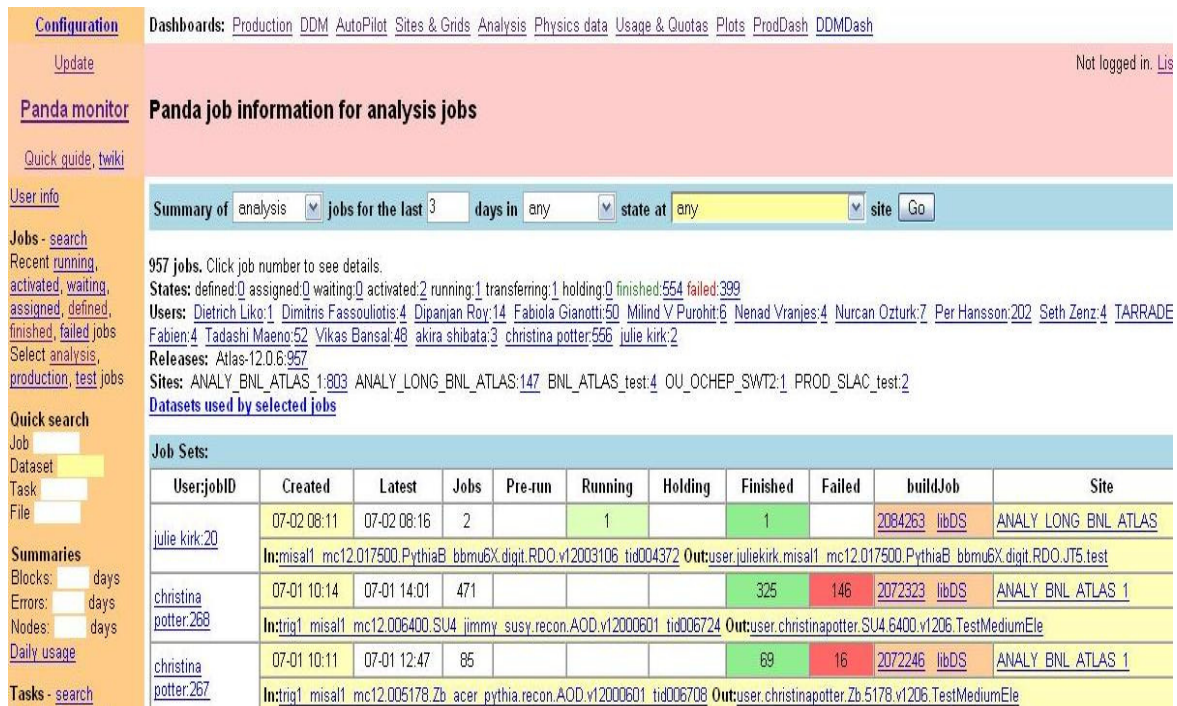 Configuration
Dashboards: Production DDM AutoPilot Sites & Grids Analysis Physics data Usage & Quotas Plots ProdDash DDMDash
Update
Not logged in. Lis
Panda monitor
Panda job information for analysis jobs
Quick guide, twiki
User info
Jobs - search
Recent running,
activated, waiting,
assigned, defined,
finished, failed jobs
Select analysis,
production, test jobs
Quick search
Job
Dataset
Task
File
Summaries
Blocks: days
Errors: days
Nodes: days
Daily usage
Tasks - search
Summary of analysis jobs for the last 3 days in any state at any site Go
957 jobs. Click job number to see details.
States: defined:0 assigned:0 waiting:0 activated:2 running:1 transferring:1 holding:0 finished:554 failed:399
Users: Dietrich Liko:1 Dimitris Fassouliotis:4 Dipanjan Roy:14 Fabiola Gianotti:50 Milind V Purohit:6 Nenad Vranjes:4 Nurcan Ozturk:7 Per Hansson:202 Seth Zenz:4 TARRADE
Fabien:4 Tadashi Maeno:52 Vikas Bansal:48 akira shibata:3 christina potter:556 julie kirk:2
Releases: Atlas-12.0.6:957
Sites: ANALY_BNL_ATLAS_1:803 ANALY_LONG_BNL_ATLAS:147 BNL_ATLAS_test:4 OU_OCHEP_SWT2:1 PROD_SLAC_test:2
Datasets used by selected jobs
Job Sets:
User:jobID Created Latest Jobs Pre-run Running Holding Finished Failed buildJob Site
julie kirk:20 07-02 08:11 07-02 08:16 2 1 1 2084263 libDS ANALY_LONG_BNL_ATLAS
In:misal1_mc12.017500.PythiaB_bbmu6X.digit.RDO.v12003106_tid004372 Out:user.juliekirk.misal1_mc12.017500.PythiaB_bbmu6X.digit.RDO.JT5.test
christina potter:268 07-01 10:14 07-01 14:01 471 325 146 2072323 libDS ANALY_BNL_ATLAS_1
In:trig1_misal1_mc12.006400.SU4_jimmy_susy.recon.AOD.v12000601_tid006724 Out:user.christinapotter.SU4.6400.v1206.TestMediumEle
christina potter:267 07-01 10:11 07-01 12:47 85 69 16 2072246 libDS ANALY_BNL_ATLAS_1
In:trig1_misal1_mc12.005178.Zb_acer_pythia.recon.AOD.v12000601_tid006708 Out:user.christinapotter.Zb.5178.v1206.TestMediumEle